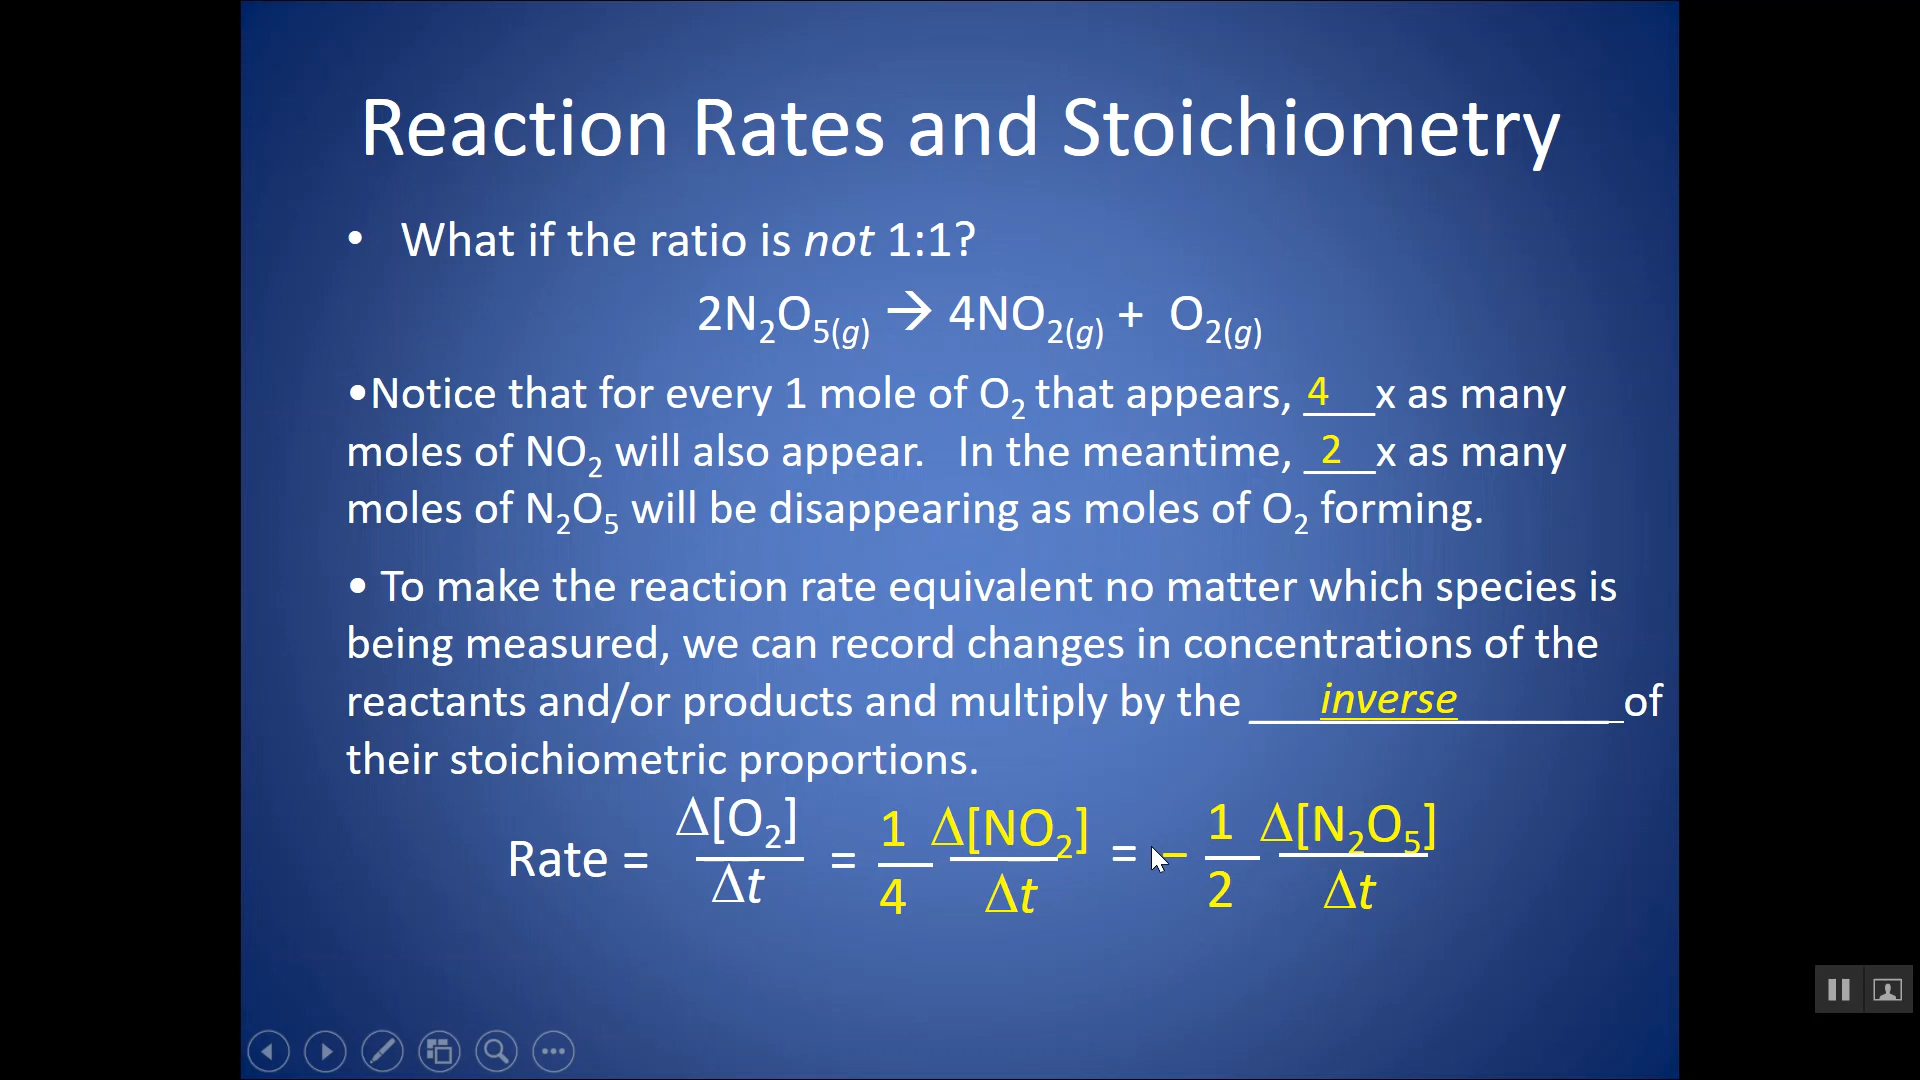 Reaction Rates and Stoichiometry
• What if the ratio is not 1:1?
2N₂O₅(g) → 4NO₂(g) + O₂(g)
•Notice that for every 1 mole of O₂ that appears, _4_x as many
moles of NO₂ will also appear. In the meantime, _2_x as many
moles of N₂O₅ will be disappearing as moles of O₂ forming.
• To make the reaction rate equivalent no matter which species is
being measured, we can record changes in concentrations of the
reactants and/or products and multiply by the ___inverse______of
their stoichiometric proportions.
Rate = Δ[O₂]/Δt = 1/4 Δ[NO₂]/Δt = – 1/2 Δ[N₂O₅]/Δt